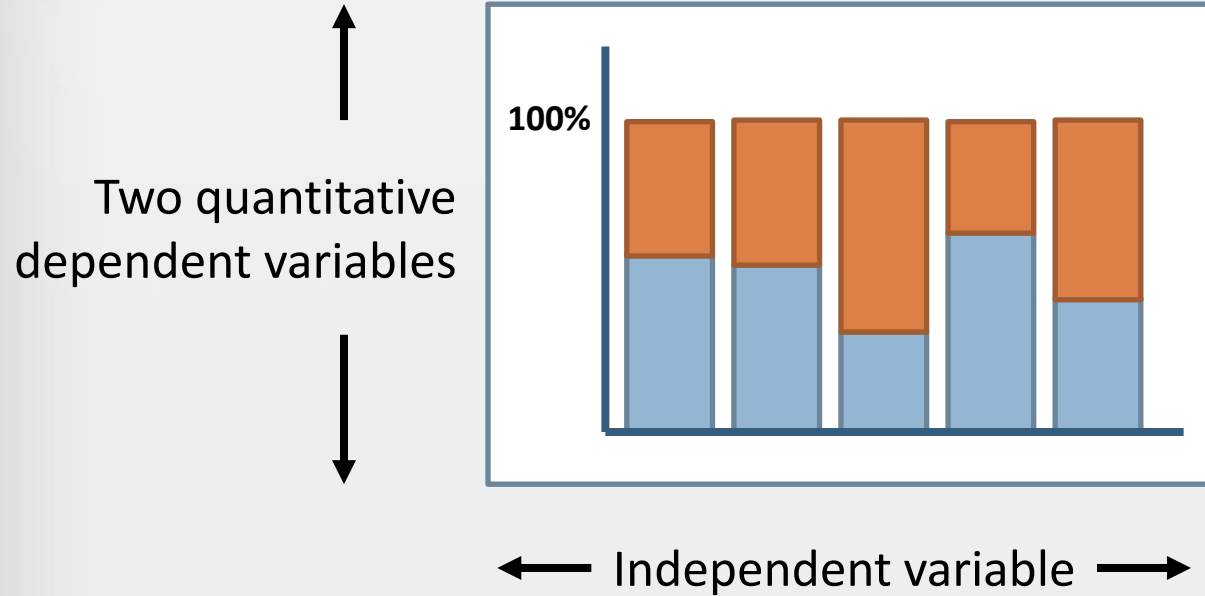 100%
Two quantitative
dependent variables
Independent variable